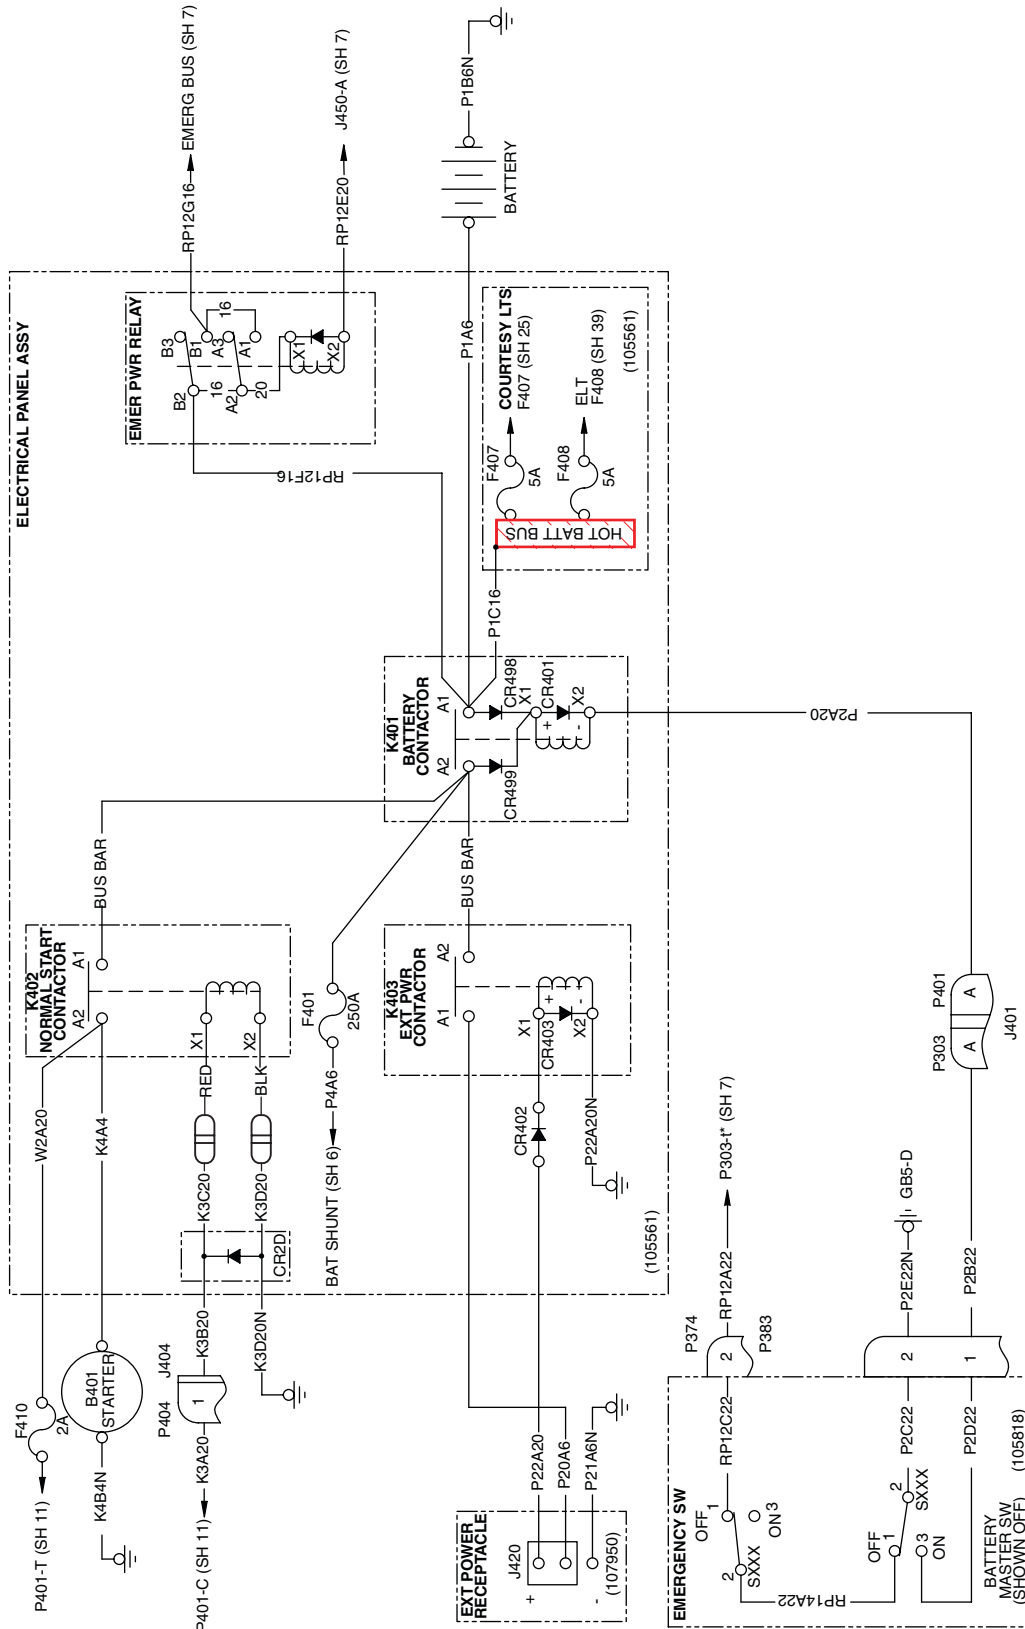 ELECTRICAL PANEL ASSY
RP12G16
EMERG BUS (SH 7)
RP12E20
J450-A (SH 7)
P1B6N
BATTERY
EMER PWR RELAY
B3
B1
A3
A1
16
B2
16
A2
20
X1
X2
RP12F16
P1A6
COURTESY LTS
F407 (SH 25)
ELT
F408 (SH 39)
(105561)
F407
5A
F408
5A
HOT BATT BUS
P1C16
K401
BATTERY
CONTACTOR
A1
A2
CR498
X1
CR401
X2
+
-
CR499
P2A20
BUS BAR
BUS BAR
K402
NORMAL START
CONTACTOR
A1
A2
X1
X2
F401
250A
K403
EXT PWR
CONTACTOR
A2
A1
X1
CR403
X2
+
-
CR402
P22A20N
W2A20
K4A4
RED
BLK
K3C20
K3D20
P4A6
BAT SHUNT (SH 6)
CR2D
(105561)
F410
2A
B401
STARTER
K4B4N
P401-T (SH 11)
K3B20
K3D20N
P404
J404
1
K3A20
P401-C (SH 11)
P22A20
P20A6
P21A6N
EXT POWER
RECEPTACLE
J420
+
-
(107950)
P303
P401
A
A
J401
P303-t* (SH 7)
RP12A22
P374
2
P383
RP12C22
GB5-D
P2E22N
P2B22
2
1
P2C22
P2D22
EMERGENCY SW
OFF
1
ON
3
2
SXXX
RP14A22
OFF
1
3
ON
2
SXXX
BATTERY
MASTER SW
(SHOWN OFF)
(105818)